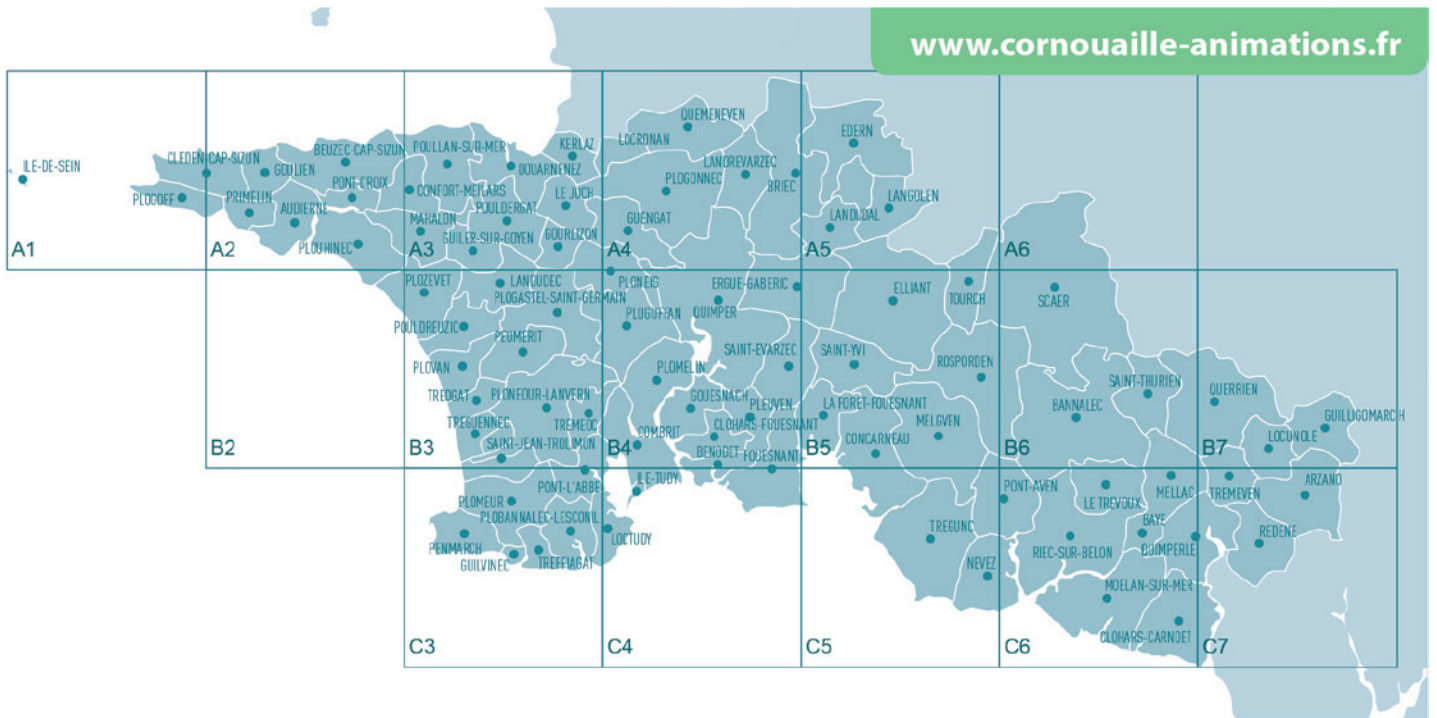 www.cornouaille-animations.fr
QUEMENEVEN
EDERN
LOCRONAN
KERLAZ
BEUZEC-CAP-SIZUN
POULLAN-SUR-MER
CLEDEN-CAP-SIZUN
ILE-DE-SEIN
GOULIEN
DOUARNENEZ
LANDREVARZEC
PONT-CROIX
CONFORT-MEILARS
LE JUCH
PLOGONNEC
BRIEC
LANGOLEN
PLOGOFF
PRIMELIN
AUDIERNE
POULDERGAT
LANDUDAL
MAHALON
GUENGAT
GUILER-SUR-GOYEN
GOURLIZON
PLOUHINEC
A1
A2
A3
A4
A5
A6
PLOZEVET
LANDUDEC
PLONEIS
ERGUE-GABERIC
ELLIANT
TOURCH
SCAER
PLOGASTEL-SAINT-GERMAIN
PLUGUFFAN
QUIMPER
POULDREUZIC
PEUMERIT
SAINT-EVARZEC
SAINT-YVI
ROSPORDEN
PLOVAN
PLOMELIN
SAINT-THURIEN
QUERRIEN
TREOGAT
PLONEOUR-LANVERN
GOUESNACH
PLEUVEN
LA FORET-FOUESNANT
BANNALEC
GUILLIGOMARCH
TREGUENNEC
TREMEOC
CLOHARS-FOUESNANT
MELGVEN
LOCUNOLE
SAINT-JEAN-TROLIMON
COMBRIT
BENODET
FOUESNANT
CONCARNEAU
B2
B3
B4
B5
B6
B7
PONT-L'ABBE
ILE-TUDY
PONT-AVEN
LE TREVOUX
MELLAC
TREMEVEN
ARZANO
PLOMEUR
PLOBANNALEC-LESCONIL
BAYE
PENMARCH
LOCTUDY
TREGUNC
RIEC-SUR-BELON
QUIMPERLE
REDENE
GUILVINEC
TREFFIAGAT
NEVEZ
MOELAN-SUR-MER
CLOHARS-CARNOET
C3
C4
C5
C6
C7